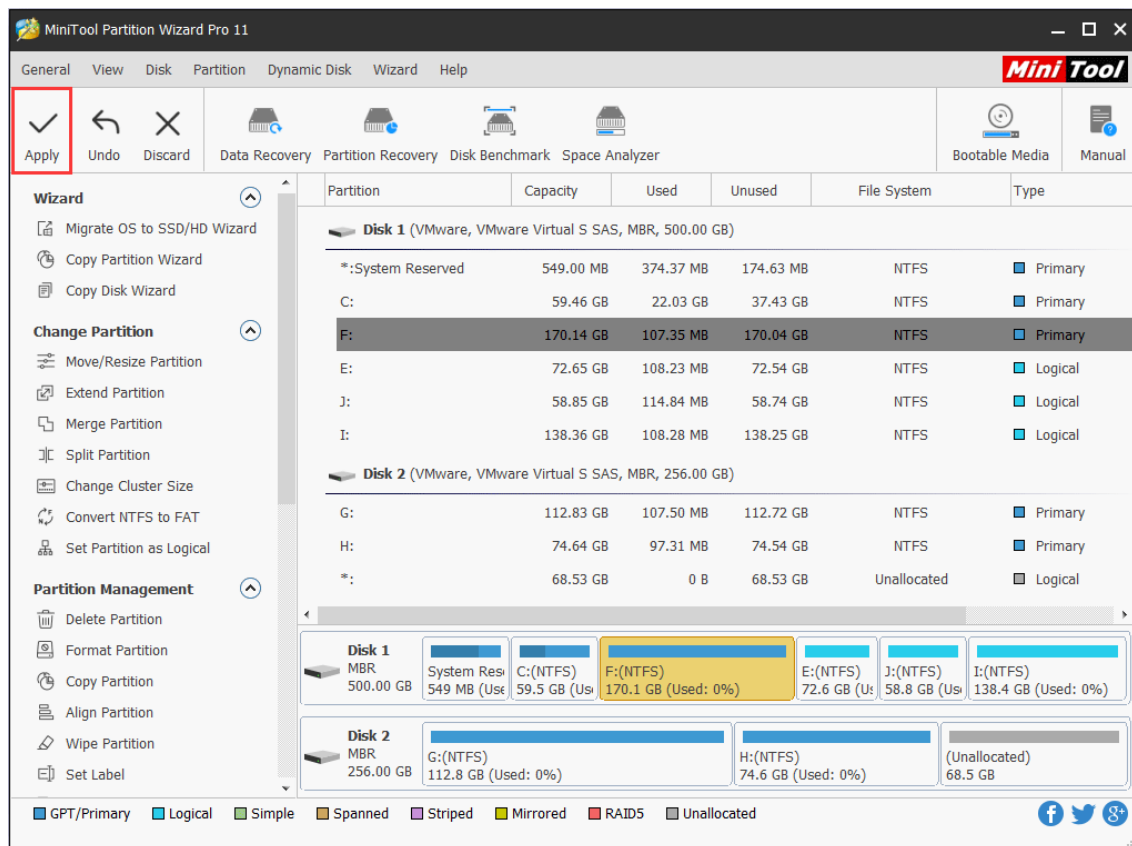 MiniTool Partition Wizard Pro 11
General View Disk Partition Dynamic Disk Wizard Help
Mini Tool
Apply Undo Discard Data Recovery Partition Recovery Disk Benchmark Space Analyzer Bootable Media Manual
Wizard
Migrate OS to SSD/HD Wizard
Copy Partition Wizard
Copy Disk Wizard
Change Partition
Move/Resize Partition
Extend Partition
Merge Partition
Split Partition
Change Cluster Size
Convert NTFS to FAT
Set Partition as Logical
Partition Management
Delete Partition
Format Partition
Copy Partition
Align Partition
Wipe Partition
Set Label
Partition Capacity Used Unused File System Type
Disk 1 (VMware, VMware Virtual S SAS, MBR, 500.00 GB)
*:System Reserved 549.00 MB 374.37 MB 174.63 MB NTFS Primary
C: 59.46 GB 22.03 GB 37.43 GB NTFS Primary
F: 170.14 GB 107.35 MB 170.04 GB NTFS Primary
E: 72.65 GB 108.23 MB 72.54 GB NTFS Logical
J: 58.85 GB 114.84 MB 58.74 GB NTFS Logical
I: 138.36 GB 108.28 MB 138.25 GB NTFS Logical
Disk 2 (VMware, VMware Virtual S SAS, MBR, 256.00 GB)
G: 112.83 GB 107.50 MB 112.72 GB NTFS Primary
H: 74.64 GB 97.31 MB 74.54 GB NTFS Primary
*: 68.53 GB 0 B 68.53 GB Unallocated Logical
Disk 1
MBR
500.00 GB
System Rese
549 MB (Use
C:(NTFS)
59.5 GB (Us
F:(NTFS)
170.1 GB (Used: 0%)
E:(NTFS)
72.6 GB (Us
J:(NTFS)
58.8 GB (Us
I:(NTFS)
138.4 GB (Used: 0%)
Disk 2
MBR
256.00 GB
G:(NTFS)
112.8 GB (Used: 0%)
H:(NTFS)
74.6 GB (Used: 0%)
(Unallocated)
68.5 GB
GPT/Primary Logical Simple Spanned Striped Mirrored RAID5 Unallocated